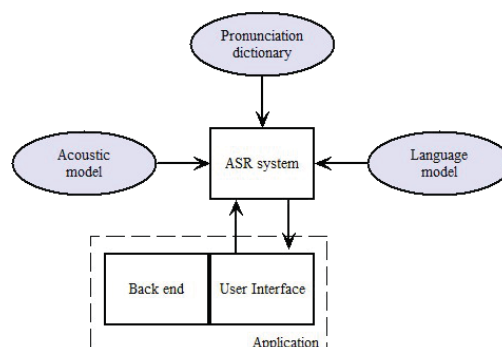 Pronunciation
dictionary
Acoustic
model
ASR system
Language
model
Back end
User Interface
Application